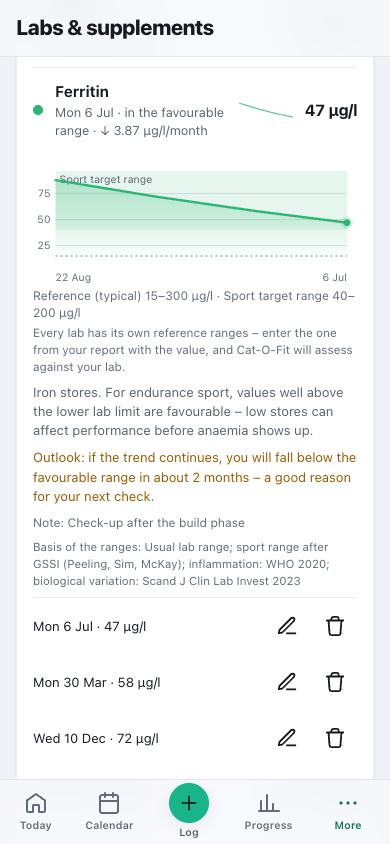 Labs & supplements
Ferritin
Mon 6 Jul · in the favourable
range · ↓ 3.87 µg/l/month
47 µg/l
Sport target range
75
50
25
22 Aug
6 Jul
Reference (typical) 15–300 µg/l · Sport target range 40–
200 µg/l
Every lab has its own reference ranges – enter the one
from your report with the value, and Cat-O-Fit will assess
against your lab.
Iron stores. For endurance sport, values well above
the lower lab limit are favourable – low stores can
affect performance before anaemia shows up.
Outlook: if the trend continues, you will fall below the
favourable range in about 2 months – a good reason
for your next check.
Note: Check-up after the build phase
Basis of the ranges: Usual lab range; sport range after
GSSI (Peeling, Sim, McKay); inflammation: WHO 2020;
biological variation: Scand J Clin Lab Invest 2023
Mon 6 Jul · 47 µg/l
Mon 30 Mar · 58 µg/l
Wed 10 Dec · 72 µg/l
Today
Calendar
Log
Progress
More